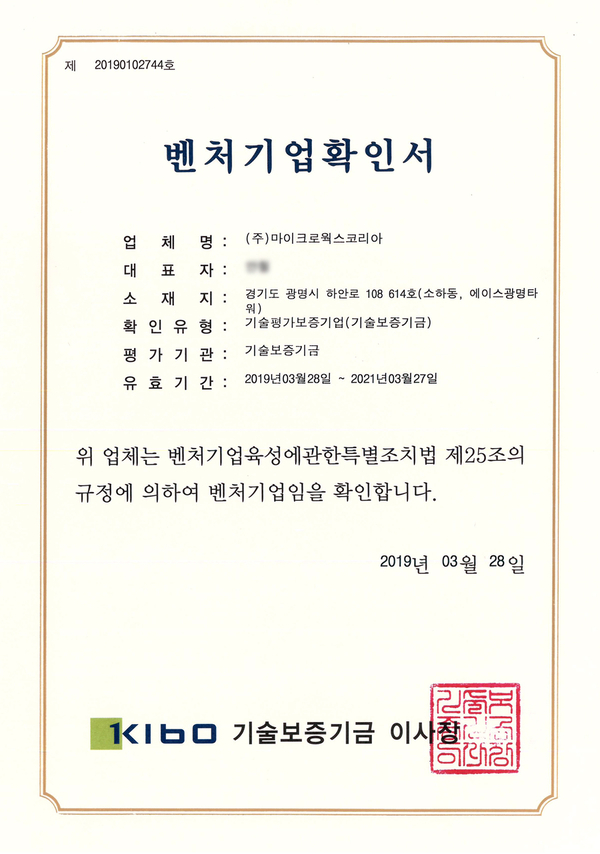 제 20190102744호
벤처기업확인서
업 체 명 : (주)마이크로웍스코리아
대 표 자 :
소 재 지 : 경기도 광명시 하안로 108 614호(소하동, 에이스광명타
워)
확 인 유 형 : 기술평가보증기업(기술보증기금)
평 가 기 관 : 기술보증기금
유 효 기 간 : 2019년03월28일 ~ 2021년03월27일
위 업체는 벤처기업육성에관한특별조치법 제25조의
규정에 의하여 벤처기업임을 확인합니다.
2019년 03월 28일
KIBO 기술보증기금 이사장